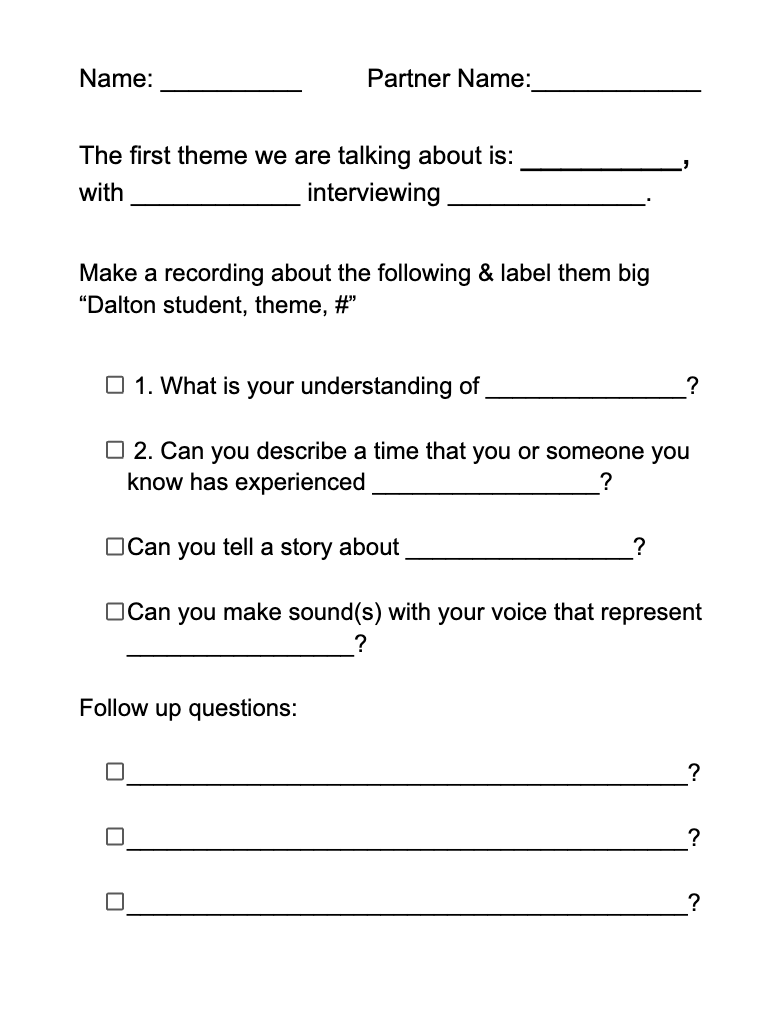 Name: __________ Partner Name:____________
The first theme we are talking about is: ___________,
with ____________ interviewing ______________.
Make a recording about the following & label them big
“Dalton student, theme, #”
☐ 1. What is your understanding of _______________?
☐ 2. Can you describe a time that you or someone you
know has experienced _________________?
☐Can you tell a story about _________________?
☐Can you make sound(s) with your voice that represent
_________________?
Follow up questions:
☐__________________________________________?
☐__________________________________________?
☐__________________________________________?